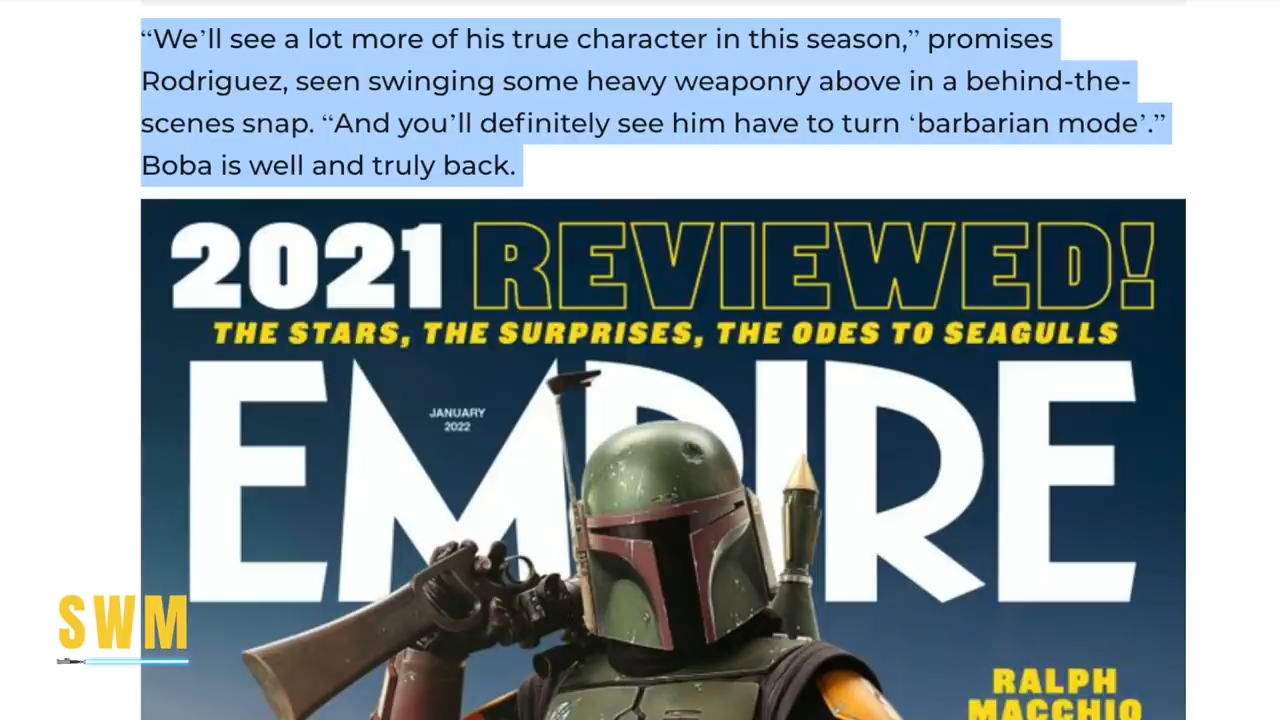 “We’ll see a lot more of his true character in this season,” promises
Rodriguez, seen swinging some heavy weaponry above in a behind-the-
scenes snap. “And you’ll definitely see him have to turn ‘barbarian mode’.”
Boba is well and truly back.
2021 REVIEWED!
THE STARS, THE SURPRISES, THE ODES TO SEAGULLS
EMPIRE
JANUARY
2022
SWM
RALPH
MACCHIO